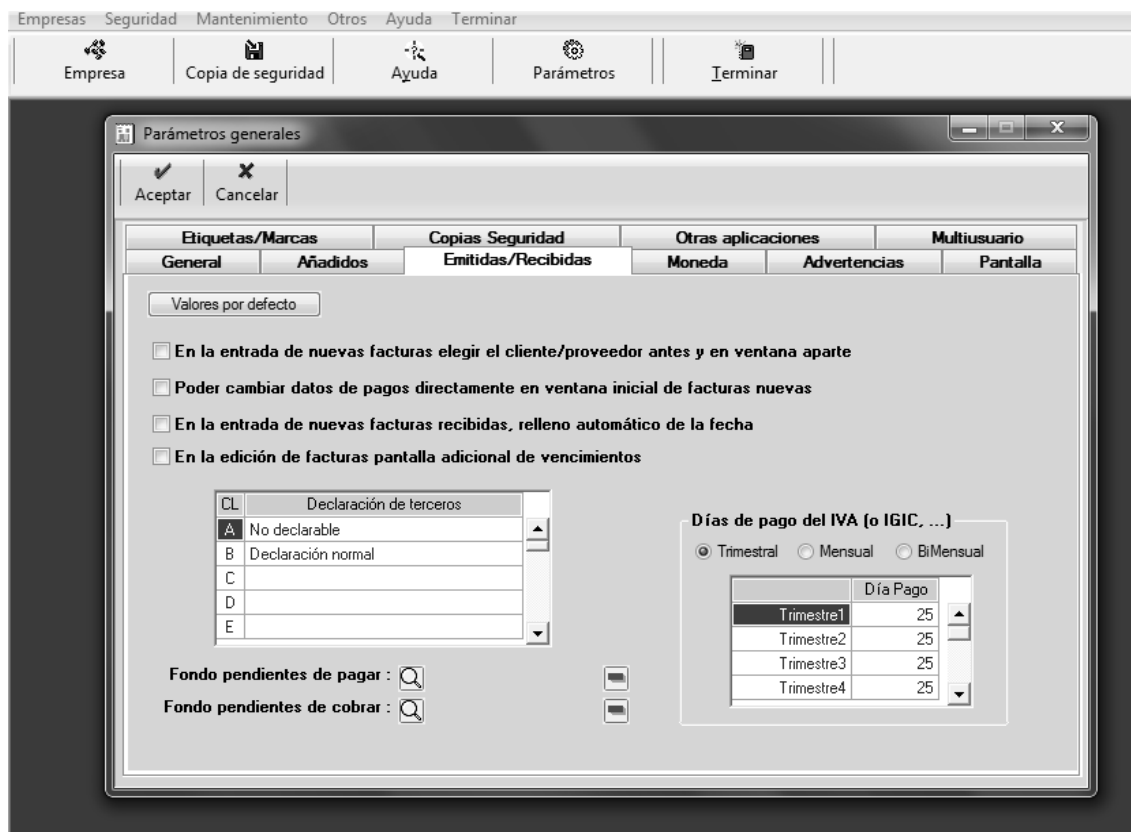 Empresas Seguridad Mantenimiento Otros Ayuda Terminar
Empresa Copia de seguridad Ayuda Parámetros Terminar
Parámetros generales
Aceptar Cancelar
Etiquetas/Marcas Copias Seguridad Otras aplicaciones Multiusuario
General Añadidos Emitidas/Recibidas Moneda Advertencias Pantalla
Valores por defecto
En la entrada de nuevas facturas elegir el cliente/proveedor antes y en ventana aparte
Poder cambiar datos de pagos directamente en ventana inicial de facturas nuevas
En la entrada de nuevas facturas recibidas, relleno automático de la fecha
En la edición de facturas pantalla adicional de vencimientos
CL Declaración de terceros
A No declarable
B Declaración normal
C
D
E
Días de pago del IVA (o IGIC, ...)
Trimestral Mensual BiMensual
Día Pago
Trimestre1 25
Trimestre2 25
Trimestre3 25
Trimestre4 25
Fondo pendientes de pagar :
Fondo pendientes de cobrar :